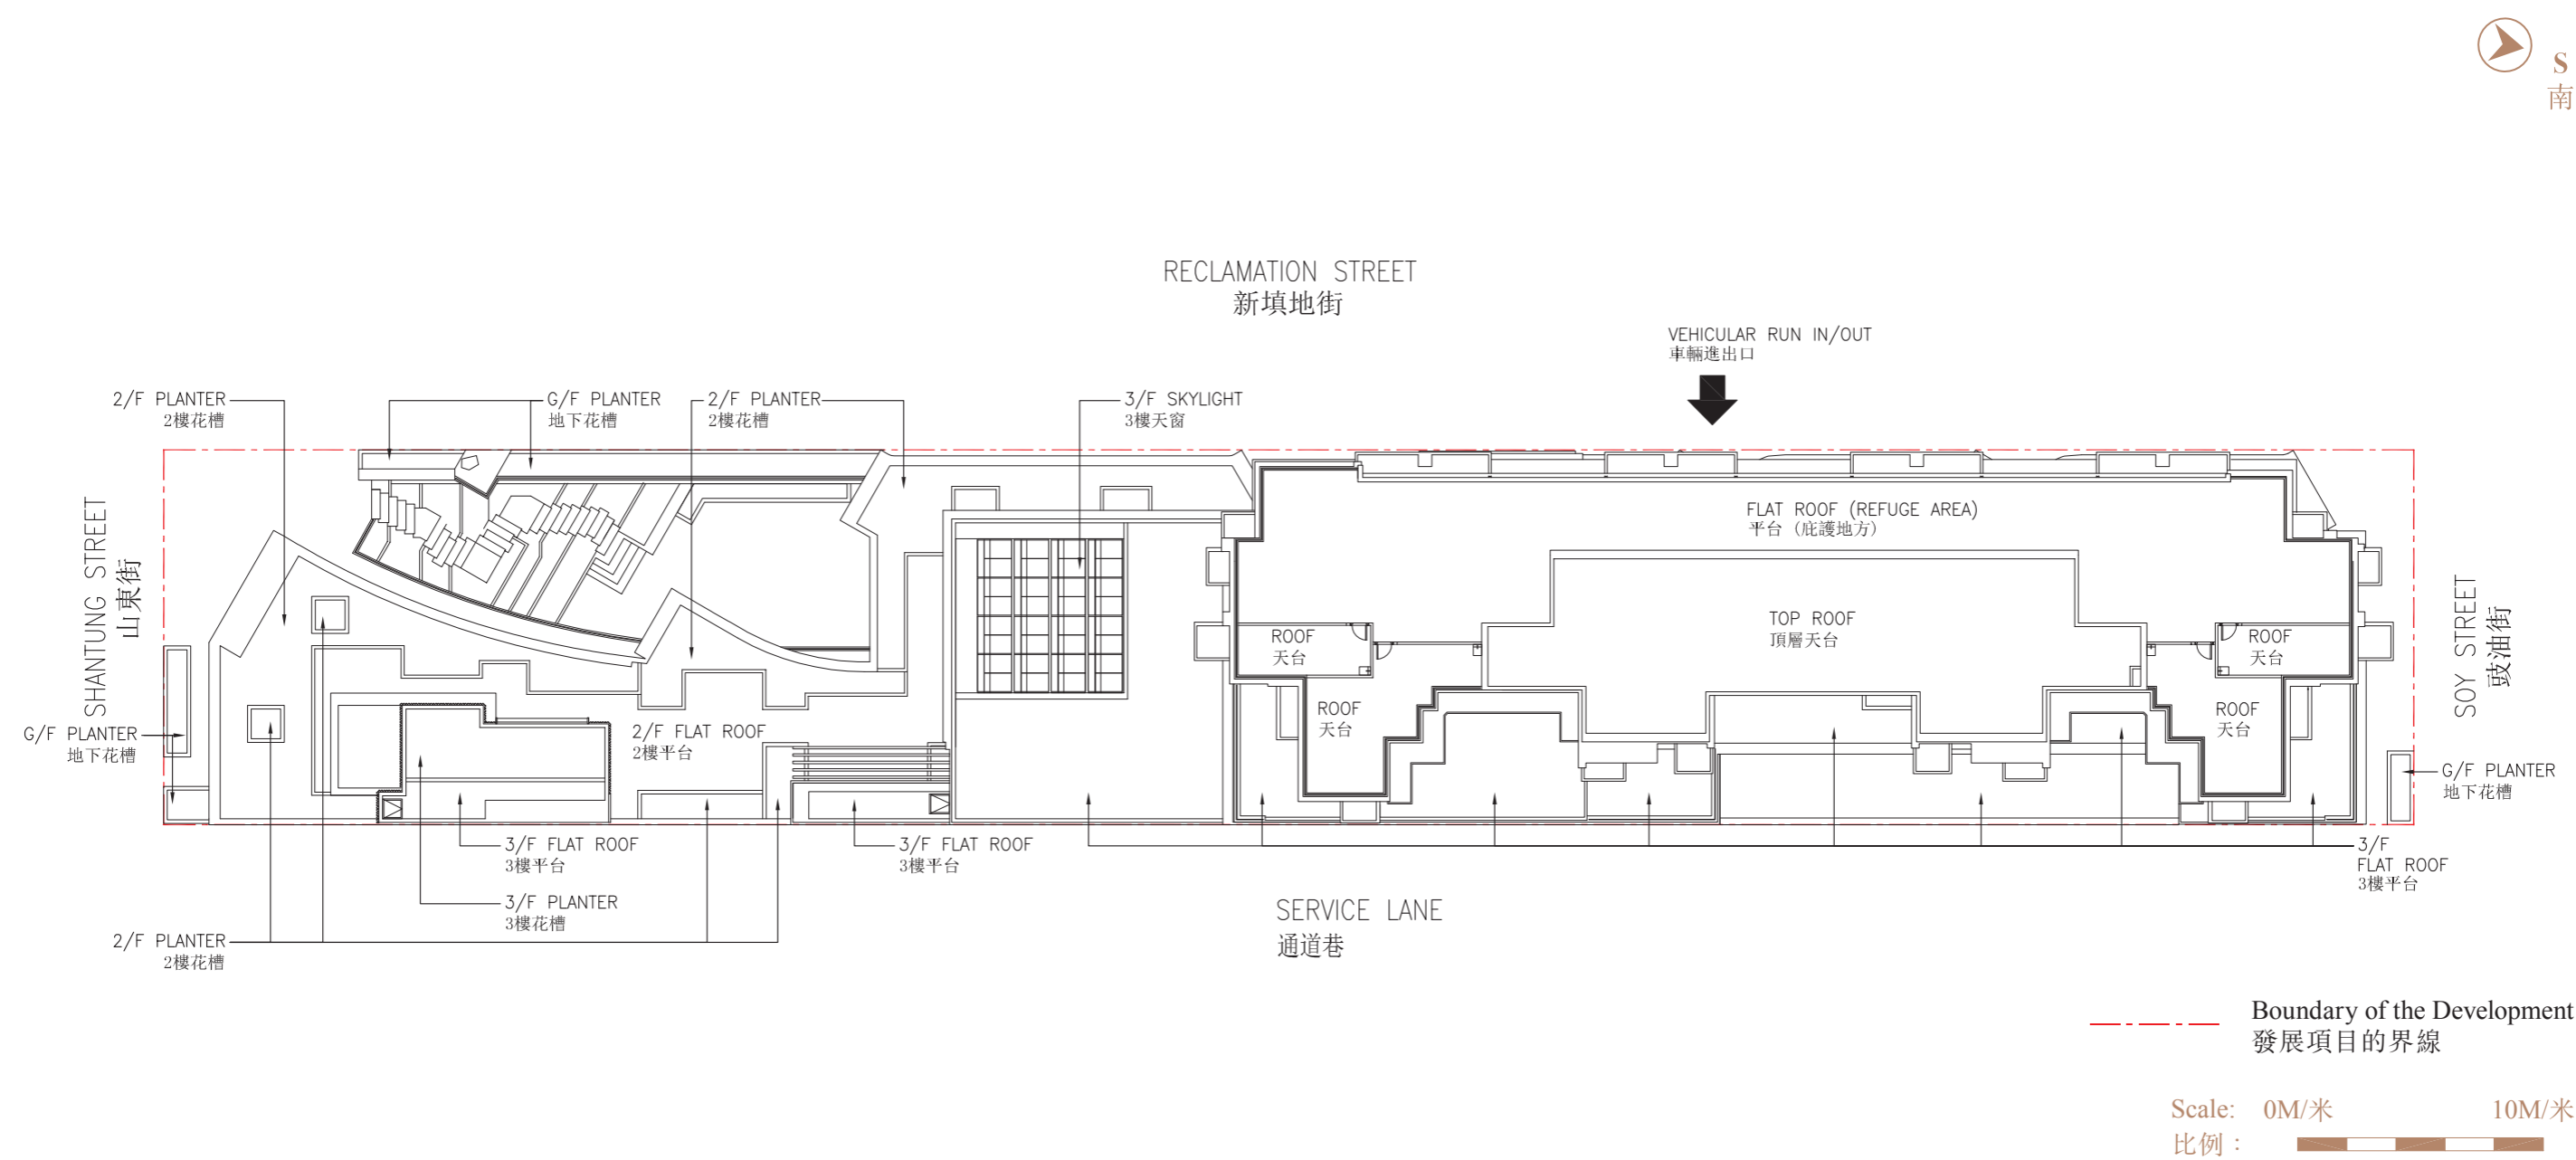 S
南
RECLAMATION STREET
新填地街
VEHICULAR RUN IN/OUT
車輛進出口
2/F PLANTER
2樓花槽
G/F PLANTER
地下花槽
2/F PLANTER
2樓花槽
3/F SKYLIGHT
3樓天窗
SHANTUNG STREET
山東街
FLAT ROOF (REFUGE AREA)
平台 (庇護地方)
TOP ROOF
頂層天台
ROOF
天台
ROOF
天台
ROOF
天台
ROOF
天台
SOY STREET
豉油街
G/F PLANTER
地下花槽
2/F FLAT ROOF
2樓平台
G/F PLANTER
地下花槽
3/F FLAT ROOF
3樓平台
3/F FLAT ROOF
3樓平台
3/F
FLAT ROOF
3樓平台
3/F PLANTER
3樓花槽
2/F PLANTER
2樓花槽
SERVICE LANE
通道巷
Boundary of the Development
發展項目的界線
Scale: 0M/米 10M/米
比例：